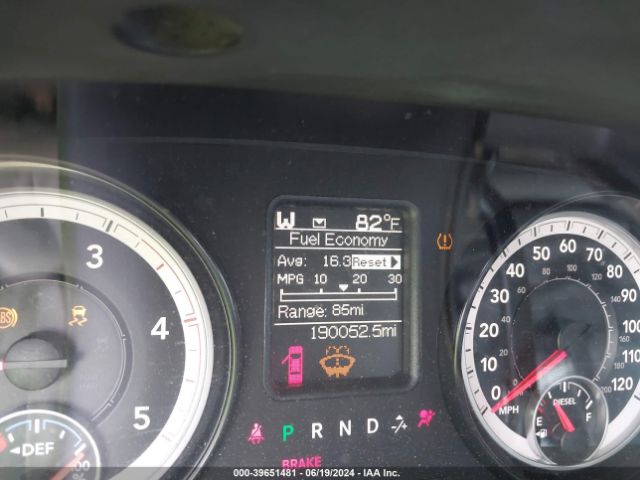 W 82°F
Fuel Economy
Avg: 16.3 Reset
MPG 10 20 30
Range: 85mi
190052.5mi
3
4
5
ABS
DEF
P R N D
BRAKE
0
10
20
30
40
50
60
70
80
90
100
110
120
MPH
E DIESEL F
00-39651481 - 06/19/2024 - IAA Inc.